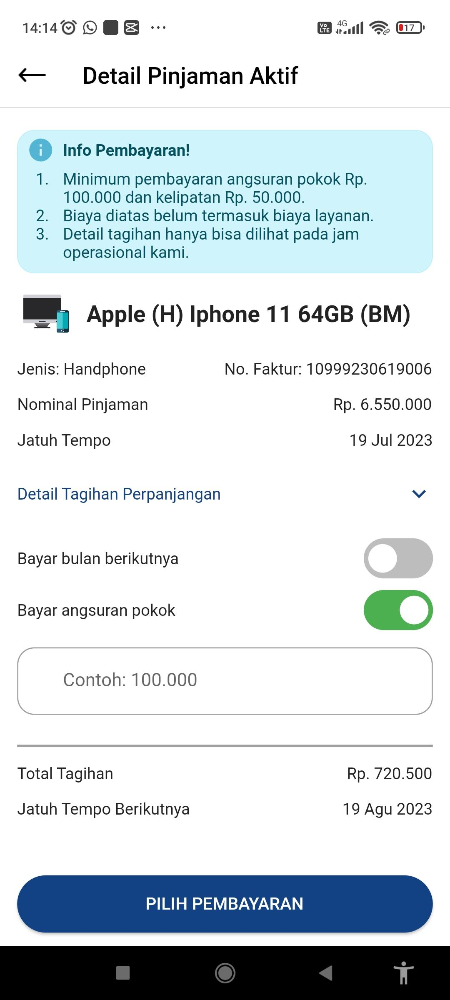 14:14
Vo LTE
4G
17
Detail Pinjaman Aktif
Info Pembayaran!
1. Minimum pembayaran angsuran pokok Rp.
100.000 dan kelipatan Rp. 50.000.
2. Biaya diatas belum termasuk biaya layanan.
3. Detail tagihan hanya bisa dilihat pada jam
operasional kami.
Apple (H) Iphone 11 64GB (BM)
Jenis: Handphone No. Faktur: 10999230619006
Nominal Pinjaman Rp. 6.550.000
Jatuh Tempo 19 Jul 2023
Detail Tagihan Perpanjangan
Bayar bulan berikutnya
Bayar angsuran pokok
Contoh: 100.000
Total Tagihan Rp. 720.500
Jatuh Tempo Berikutnya 19 Agu 2023
PILIH PEMBAYARAN